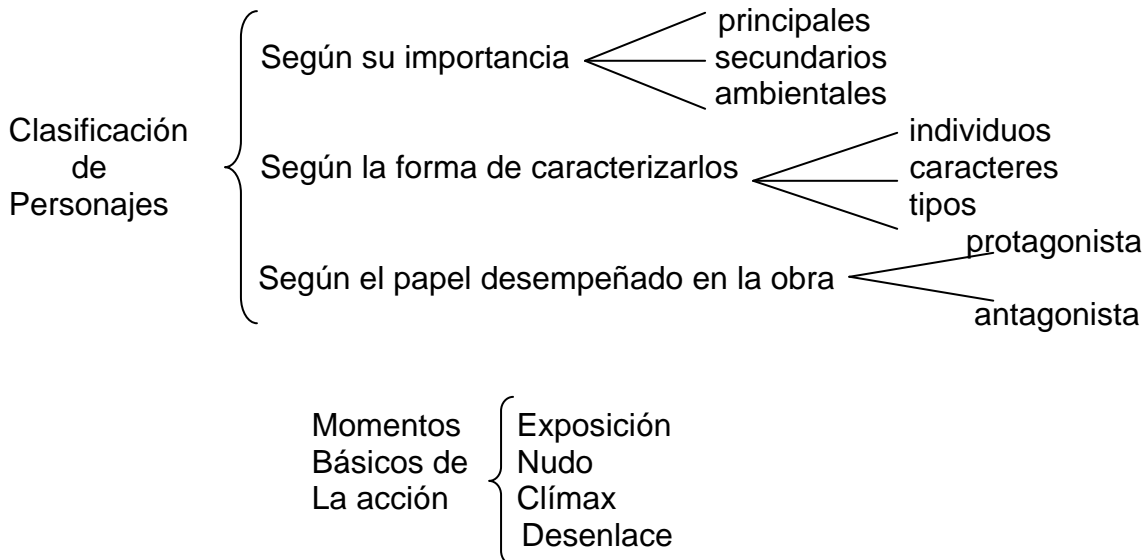 Clasificación
de
Personajes
Según su importancia
principales
secundarios
ambientales
Según la forma de caracterizarlos
individuos
caracteres
tipos
Según el papel desempeñado en la obra
protagonista
antagonista
Momentos
Básicos de
La acción
Exposición
Nudo
Clímax
Desenlace